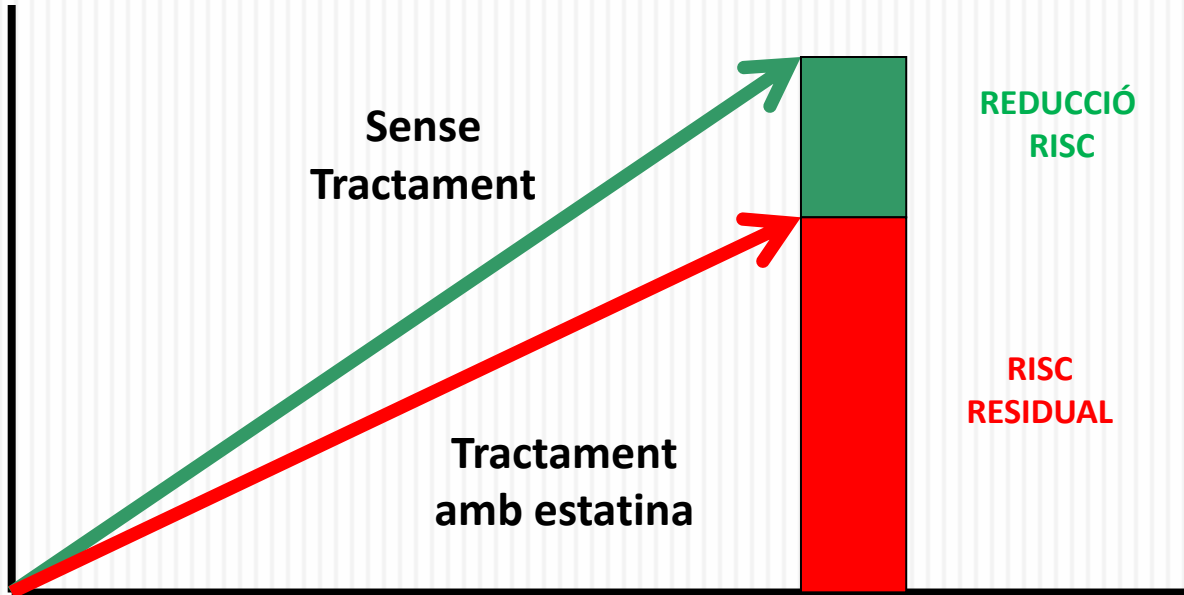 Sense
Tractament
REDUCCIÓ
RISC
RISC
RESIDUAL
Tractament
amb estatina